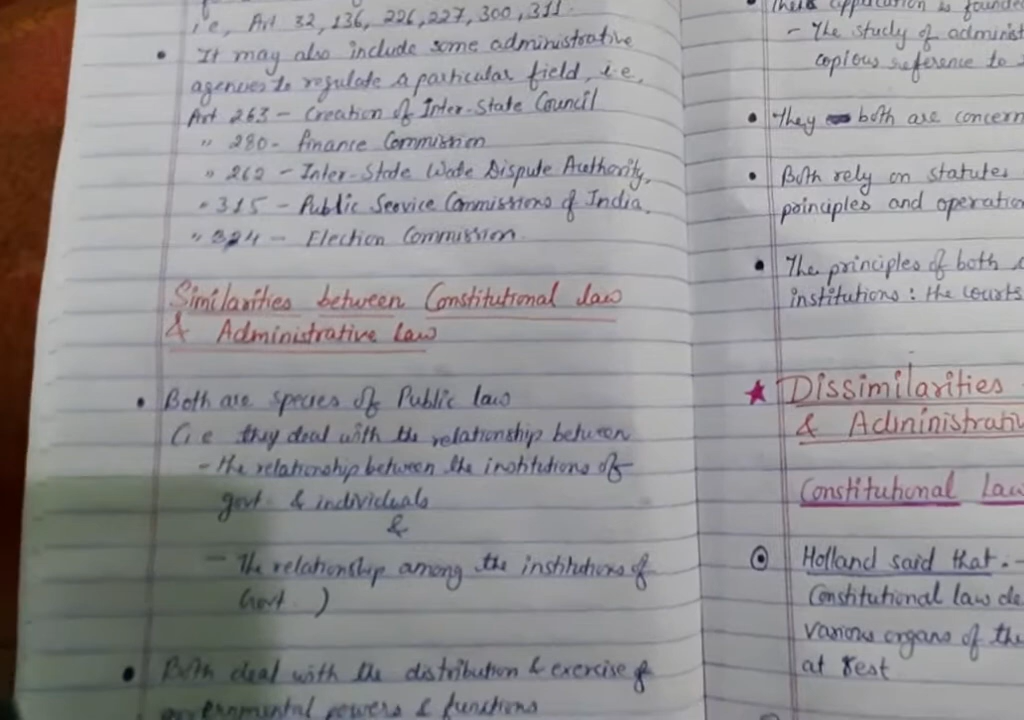 i,e, Art 32, 136, 226, 227, 300, 311.
• It may also include some administrative
agencies to regulate a particular field, i.e,
Art 263 - Creation of Inter-State Council
" 280 - Finance Commission
" 262 - Inter-State Wate Dispute Authority.
" 315 - Public Service Commissions of India.
" 324 - Election Commission.
Similarities between Constitutional law
& Administrative law
• Both are species of Public law
(i.e they deal with the relationship between
- the relationship between the institutions of
govt. & individuals
&
- The relationship among the institutions of
Govt. )
• Both deal with the distribution & exercise of
governmental powers & functions
• Their application is founde
- The study of administ
copious reference to
• They both are concern
• Both rely on statutes
principles and operation
• The principles of both
institutions : the courts
★ Dissimilarities
& Administrativ
Constitutional Law
Holland said that. -
Constitutional law de
various organs of the
at rest